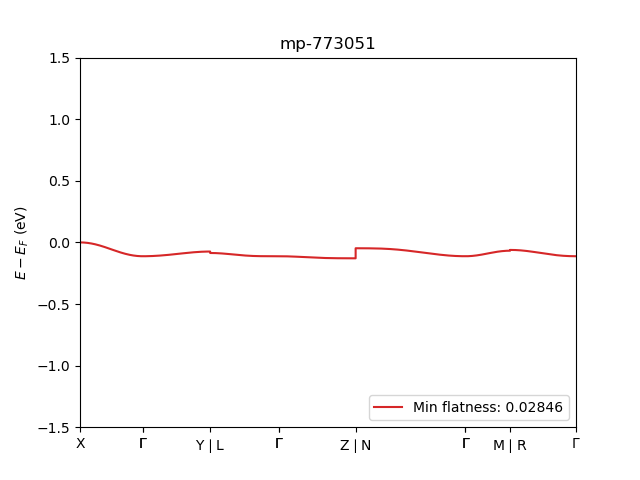 mp-773051
E − E_F (eV)
1.5
1.0
0.5
0.0
−0.5
−1.0
−1.5
Min flatness: 0.02846
X Γ Y | L Γ Z | N Γ M | R Γ